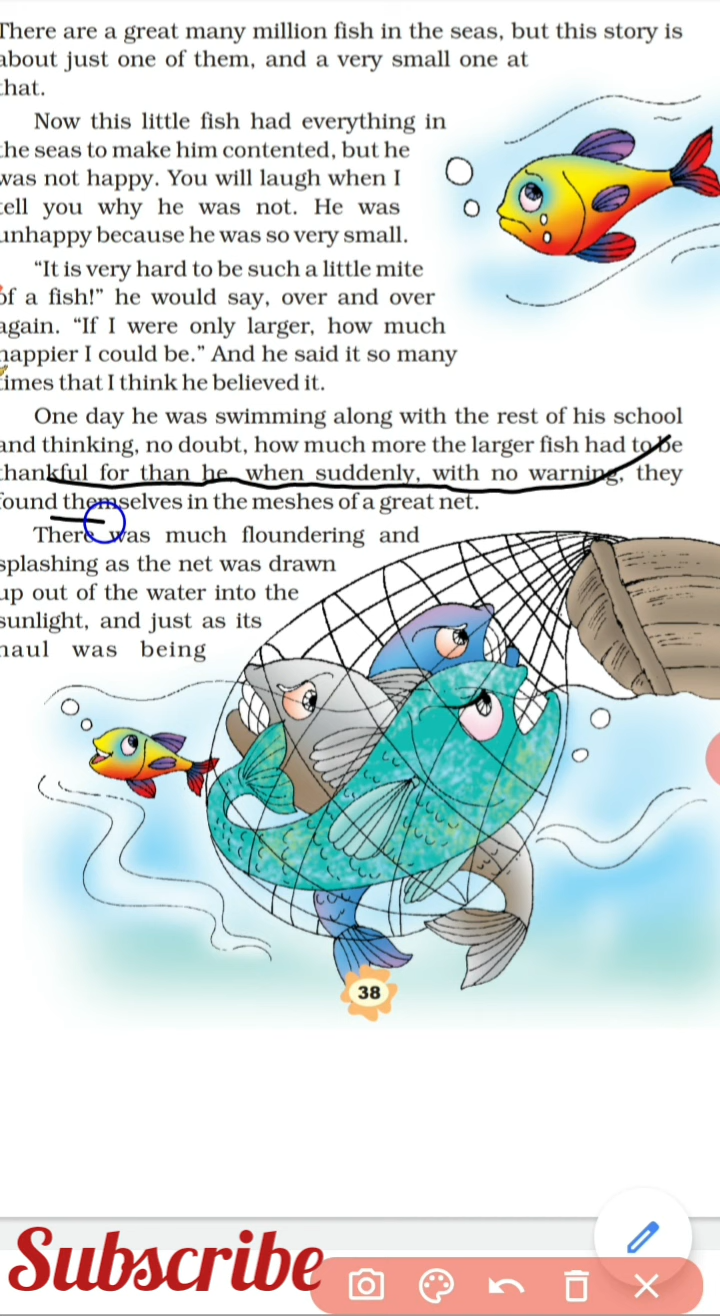 There are a great many million fish in the seas, but this story is
about just one of them, and a very small one at
that.
Now this little fish had everything in
the seas to make him contented, but he
was not happy. You will laugh when I
tell you why he was not. He was
unhappy because he was so very small.
“It is very hard to be such a little mite
of a fish!” he would say, over and over
again. “If I were only larger, how much
happier I could be.” And he said it so many
times that I think he believed it.
One day he was swimming along with the rest of his school
and thinking, no doubt, how much more the larger fish had to be
thankful for than he when suddenly, with no warning, they
found themselves in the meshes of a great net.
There was much floundering and
splashing as the net was drawn
up out of the water into the
sunlight, and just as its
haul was being
38
Subscribe